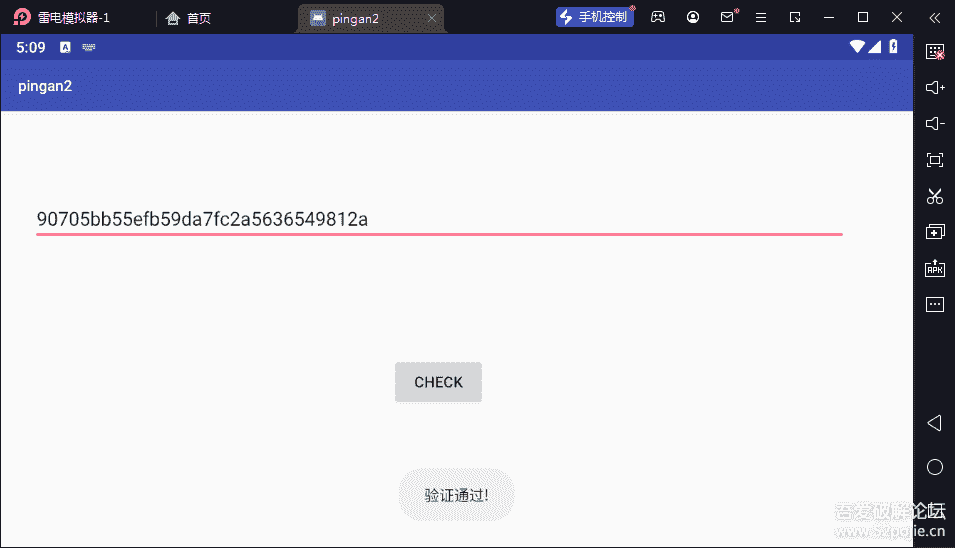 雷电模拟器-1
首页
pingan2
手机控制
5:09
A
pingan2
90705bb55efb59da7fc2a5636549812a
CHECK
验证通过!
APK
吾爱破解论坛
www.52pojie.cn